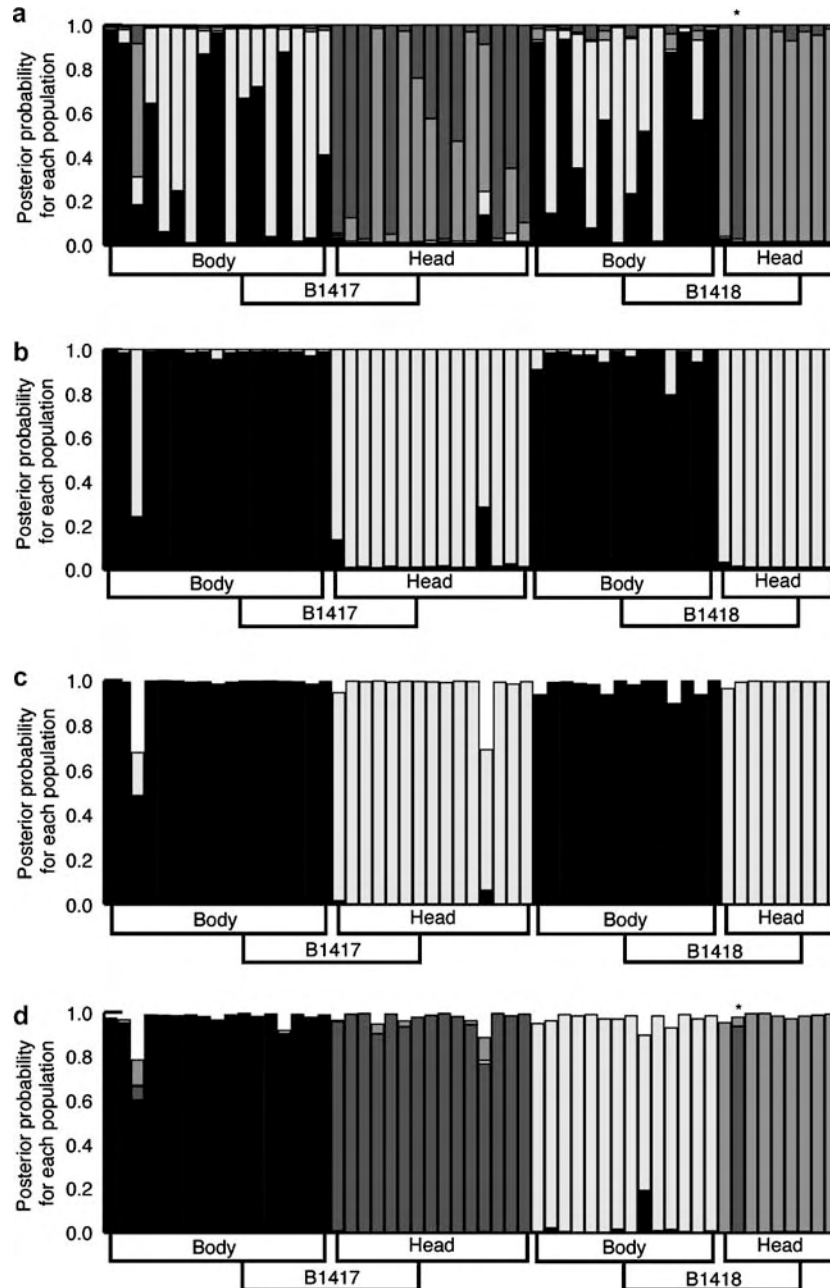 a
*
Posterior probability
for each population
1.0
0.8
0.6
0.4
0.2
0.0
Body Head Body Head
B1417 B1418
b
Posterior probability
for each population
1.0
0.8
0.6
0.4
0.2
0.0
Body Head Body Head
B1417 B1418
c
Posterior probability
for each population
1.0
0.8
0.6
0.4
0.2
0.0
Body Head Body Head
B1417 B1418
d
*
Posterior probability
for each population
1.0
0.8
0.6
0.4
0.2
0.0
Body Head Body Head
B1417 B1418